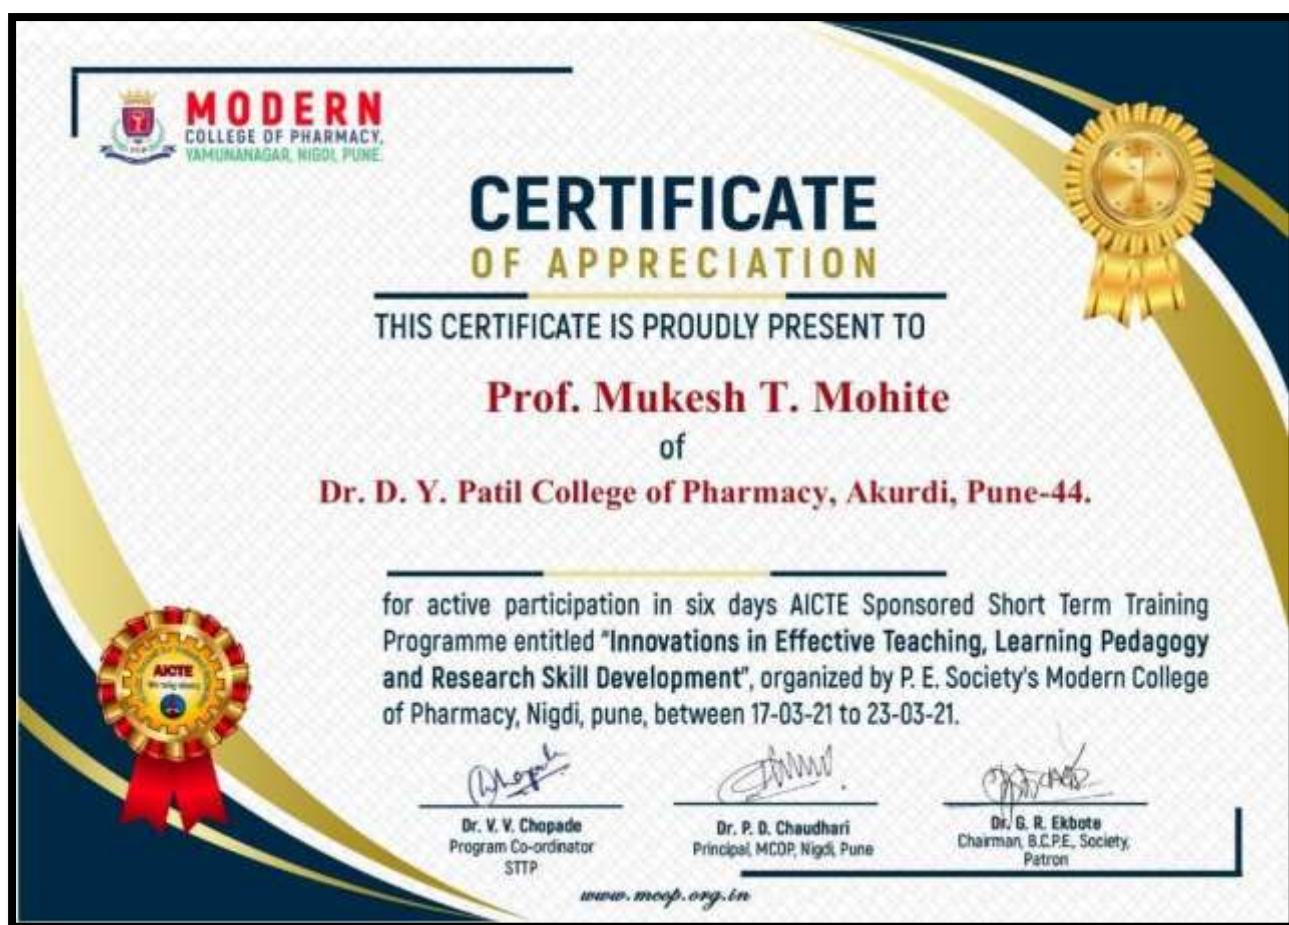 MODERN
COLLEGE OF PHARMACY,
YAMUNANAGAR, NIGDI, PUNE.
CERTIFICATE
OF APPRECIATION
THIS CERTIFICATE IS PROUDLY PRESENT TO
Prof. Mukesh T. Mohite
of
Dr. D. Y. Patil College of Pharmacy, Akurdi, Pune-44.
for active participation in six days AICTE Sponsored Short Term Training
Programme entitled "Innovations in Effective Teaching, Learning Pedagogy
and Research Skill Development", organized by P. E. Society's Modern College
of Pharmacy, Nigdi, pune, between 17-03-21 to 23-03-21.
AICTE
Dr. V. V. Chopade
Program Co-ordinator
STTP
Dr. P. D. Chaudhari
Principal, MCOP, Nigdi, Pune
Dr. G. R. Ekbote
Chairman, B.C.P.E., Society,
Patron
www.mcop.org.in